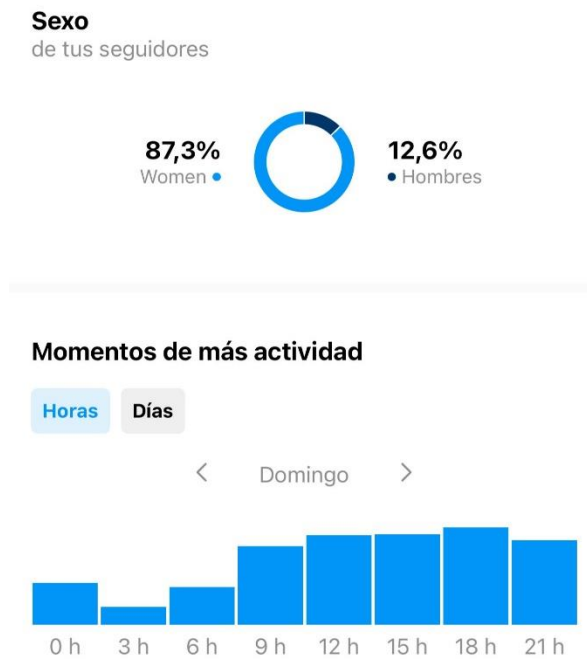 Sexo
de tus seguidores
87,3%
Women
12,6%
Hombres
Momentos de más actividad
Horas Días
Domingo
0 h 3 h 6 h 9 h 12 h 15 h 18 h 21 h